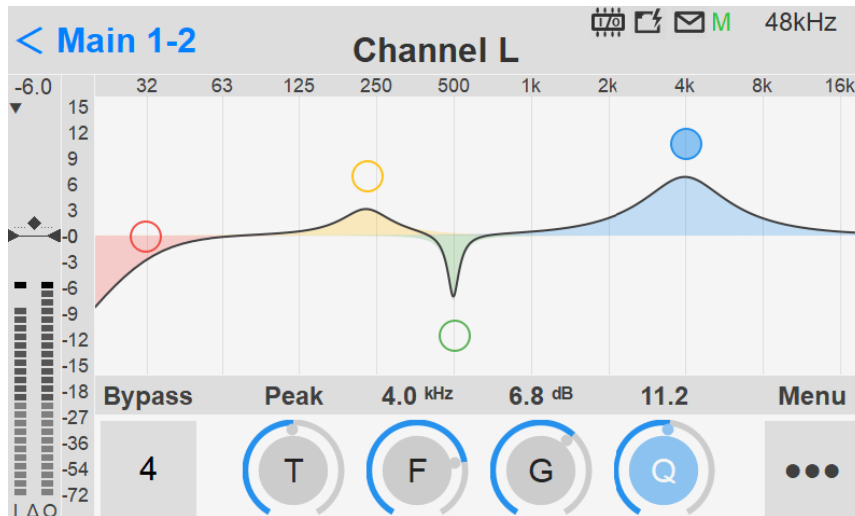 < Main 1-2
Channel L
I/O
M
48kHz
-6.0
32 63 125 250 500 1k 2k 4k 8k 16k
15
12
9
6
3
-0
-3
-6
-9
-12
-15
-18
-27
-36
-54
-72
Bypass Peak 4.0 kHz 6.8 dB 11.2 Menu
4 T F G Q